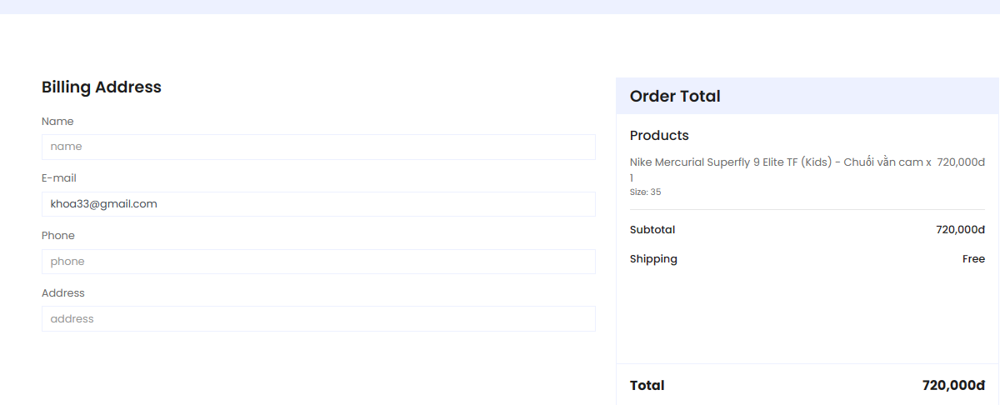 Billing Address
Name
name
E-mail
khoa33@gmail.com
Phone
phone
Address
address
Order Total
Products
Nike Mercurial Superfly 9 Elite TF (Kids) - Chuối vằn cam x 720,000đ
1
Size: 35
Subtotal 720,000đ
Shipping Free
Total 720,000đ